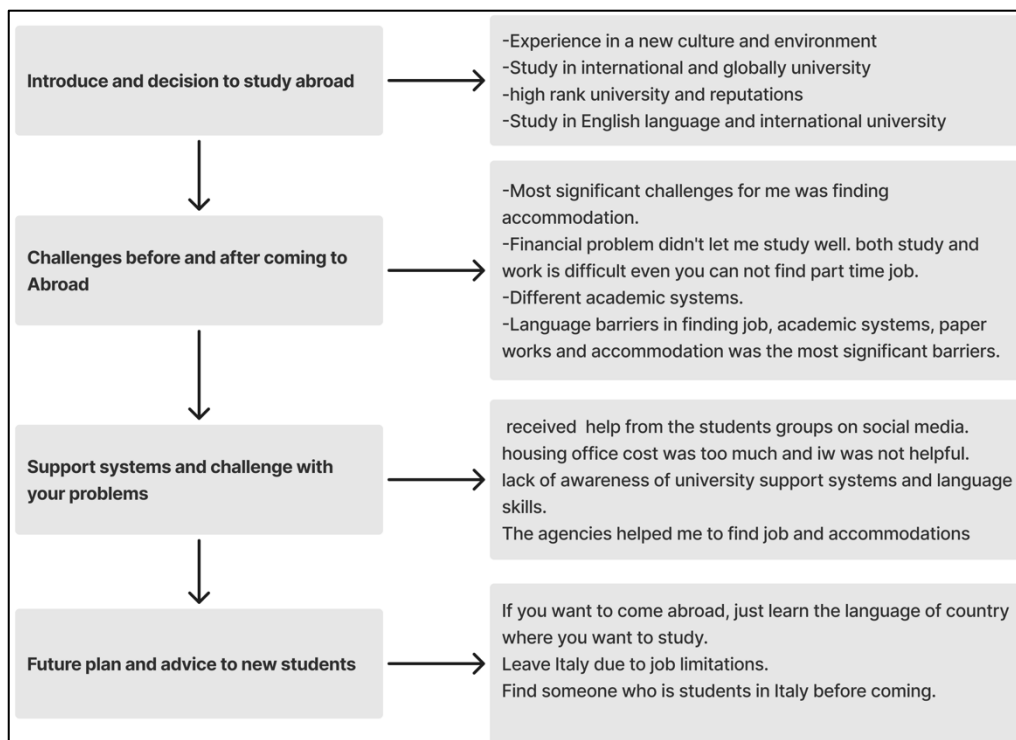 Introduce and decision to study abroad
-Experience in a new culture and environment
-Study in international and globally university
-high rank university and reputations
-Study in English language and international university
Challenges before and after coming to
Abroad
-Most significant challenges for me was finding
accommodation.
-Financial problem didn't let me study well. both study and
work is difficult even you can not find part time job.
-Different academic systems.
-Language barriers in finding job, academic systems, paper
works and accommodation was the most significant barriers.
Support systems and challenge with
your problems
received help from the students groups on social media.
housing office cost was too much and iw was not helpful.
lack of awareness of university support systems and language
skills.
The agencies helped me to find job and accommodations
Future plan and advice to new students
If you want to come abroad, just learn the language of country
where you want to study.
Leave Italy due to job limitations.
Find someone who is students in Italy before coming.